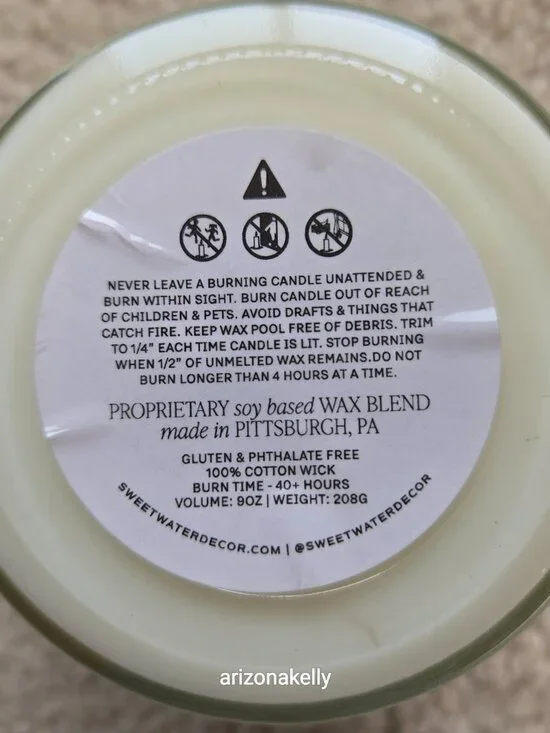 NEVER LEAVE A BURNING CANDLE UNATTENDED &
BURN WITHIN SIGHT. BURN CANDLE OUT OF REACH
OF CHILDREN & PETS. AVOID DRAFTS & THINGS THAT
CATCH FIRE. KEEP WAX POOL FREE OF DEBRIS. TRIM
TO 1/4" EACH TIME CANDLE IS LIT. STOP BURNING
WHEN 1/2" OF UNMELTED WAX REMAINS.DO NOT
BURN LONGER THAN 4 HOURS AT A TIME.
PROPRIETARY soy based WAX BLEND
made in PITTSBURGH, PA
GLUTEN & PHTHALATE FREE
100% COTTON WICK
BURN TIME - 40+ HOURS
VOLUME: 9OZ | WEIGHT: 208G
SWEETWATERDECOR.COM | @SWEETWATERDECOR
arizonakelly